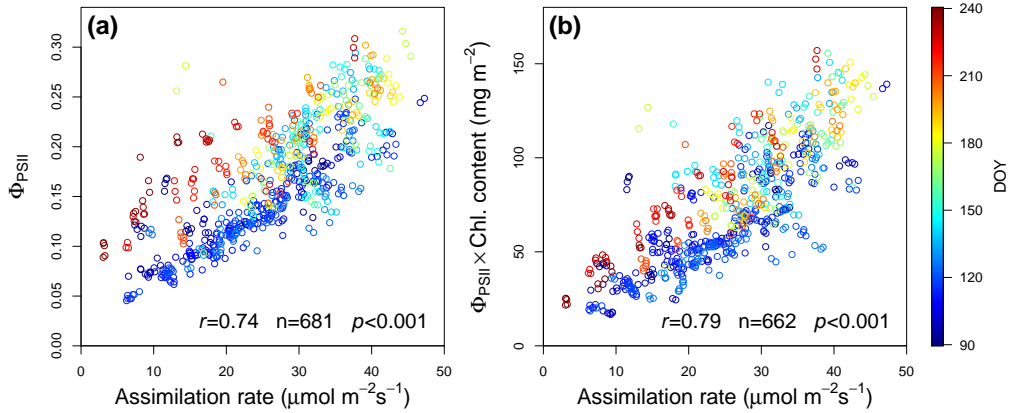 (a)
Φ_PSII
0.30
0.25
0.20
0.15
0.10
0.05
0.00
r=0.74 n=681 p<0.001
0 10 20 30 40 50
Assimilation rate (μmol m⁻²s⁻¹)
(b)
Φ_PSII × Chl. content (mg m⁻²)
150
100
50
0
r=0.79 n=662 p<0.001
0 10 20 30 40 50
Assimilation rate (μmol m⁻²s⁻¹)
240
210
180
150
120
90
DOY